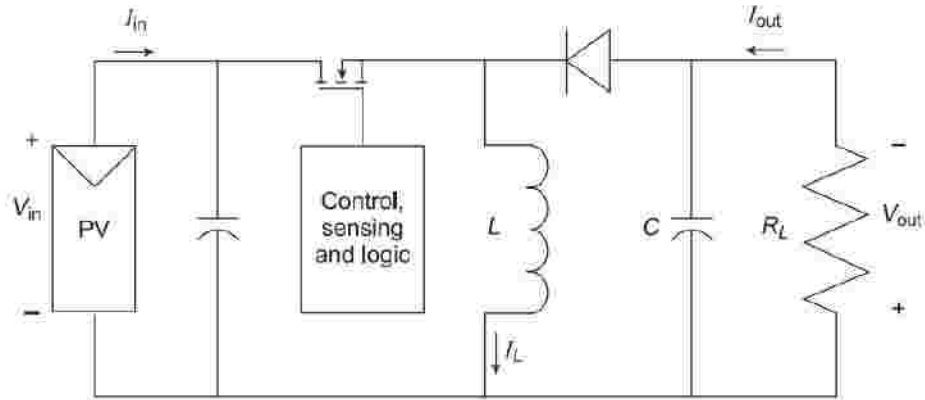 I_in
I_out
+
V_in
PV
−
Control,
sensing
and logic
L
C
R_L
−
V_out
+
I_L